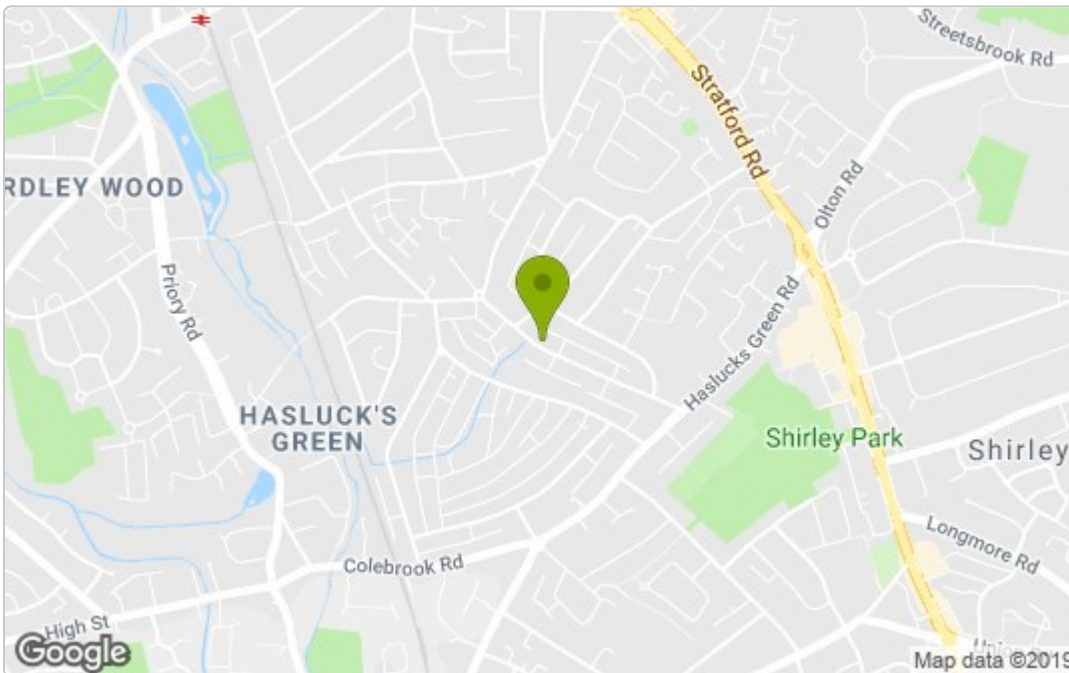 Streetsbrook Rd
Stratford Rd
RDLEY WOOD
Olton Rd
Priory Rd
Haslucks Green Rd
HASLUCK'S
GREEN
Shirley Park
Shirley
Longmore Rd
Colebrook Rd
High St
Google
Map data ©2019